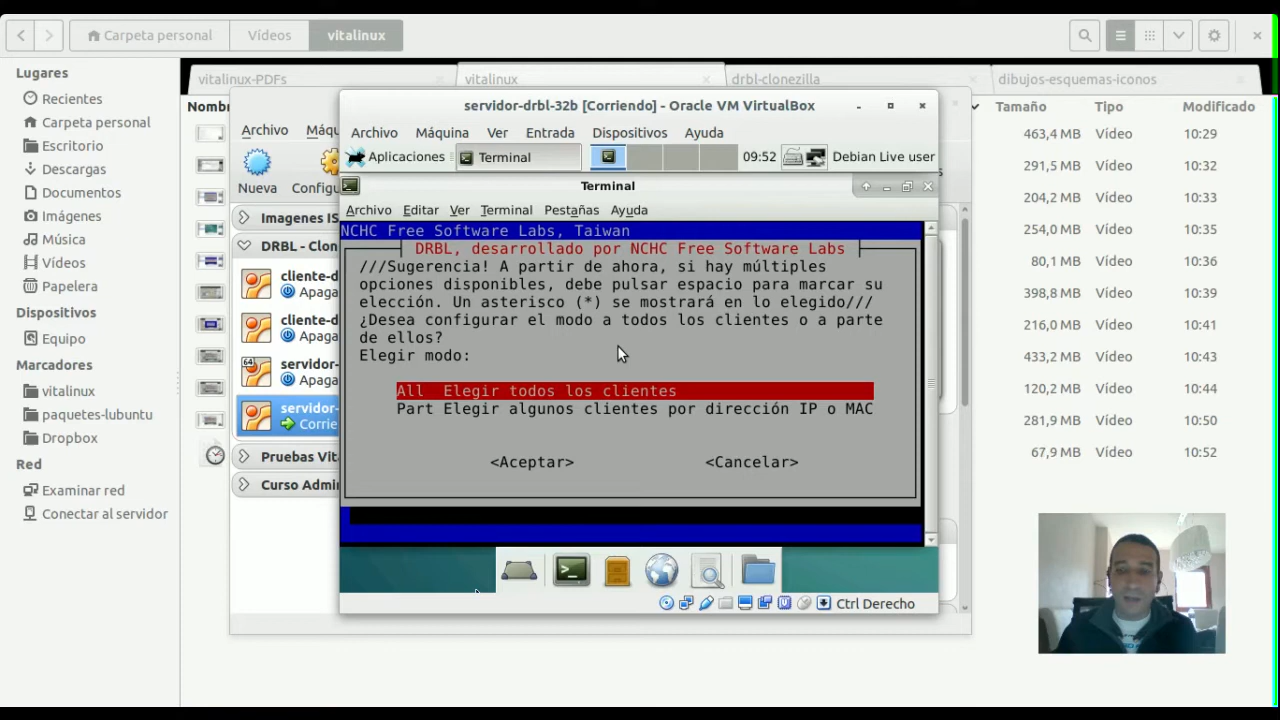 Carpeta personal
Vídeos
vitalinux
Lugares
Recientes
Carpeta personal
Escritorio
Descargas
Documentos
Imágenes
Música
Vídeos
Papelera
Dispositivos
Equipo
Marcadores
vitalinux
paquetes-lubuntu
Dropbox
Red
Examinar red
Conectar al servidor
vitalinux-PDFs
vitalinux
drbl-clonezilla
dibujos-esquemas-iconos
Nomb
Tamaño
Tipo
Modificado
463,4 MB Vídeo 10:29
291,5 MB Vídeo 10:32
204,2 MB Vídeo 10:33
254,0 MB Vídeo 10:35
80,1 MB Vídeo 10:36
398,8 MB Vídeo 10:39
216,0 MB Vídeo 10:41
433,2 MB Vídeo 10:43
120,2 MB Vídeo 10:44
281,9 MB Vídeo 10:50
67,9 MB Vídeo 10:52
Archivo Máqu
Nueva Configu
Imagenes IS
DRBL - Clon
cliente-d
Apaga
cliente-d
Apaga
64
servidor-
Apaga
servidor-
Corrie
Pruebas Vit
Curso Admi
servidor-drbl-32b [Corriendo] - Oracle VM VirtualBox
Archivo Máquina Ver Entrada Dispositivos Ayuda
Aplicaciones Terminal 09:52 Debian Live user
Terminal
Archivo Editar Ver Terminal Pestañas Ayuda
NCHC Free Software Labs, Taiwan
DRBL, desarrollado por NCHC Free Software Labs
///Sugerencia! A partir de ahora, si hay múltiples
opciones disponibles, debe pulsar espacio para marcar su
elección. Un asterisco (*) se mostrará en lo elegido///
¿Desea configurar el modo a todos los clientes o a parte
de ellos?
Elegir modo:
All Elegir todos los clientes
Part Elegir algunos clientes por dirección IP o MAC
<Aceptar> <Cancelar>
Ctrl Derecho